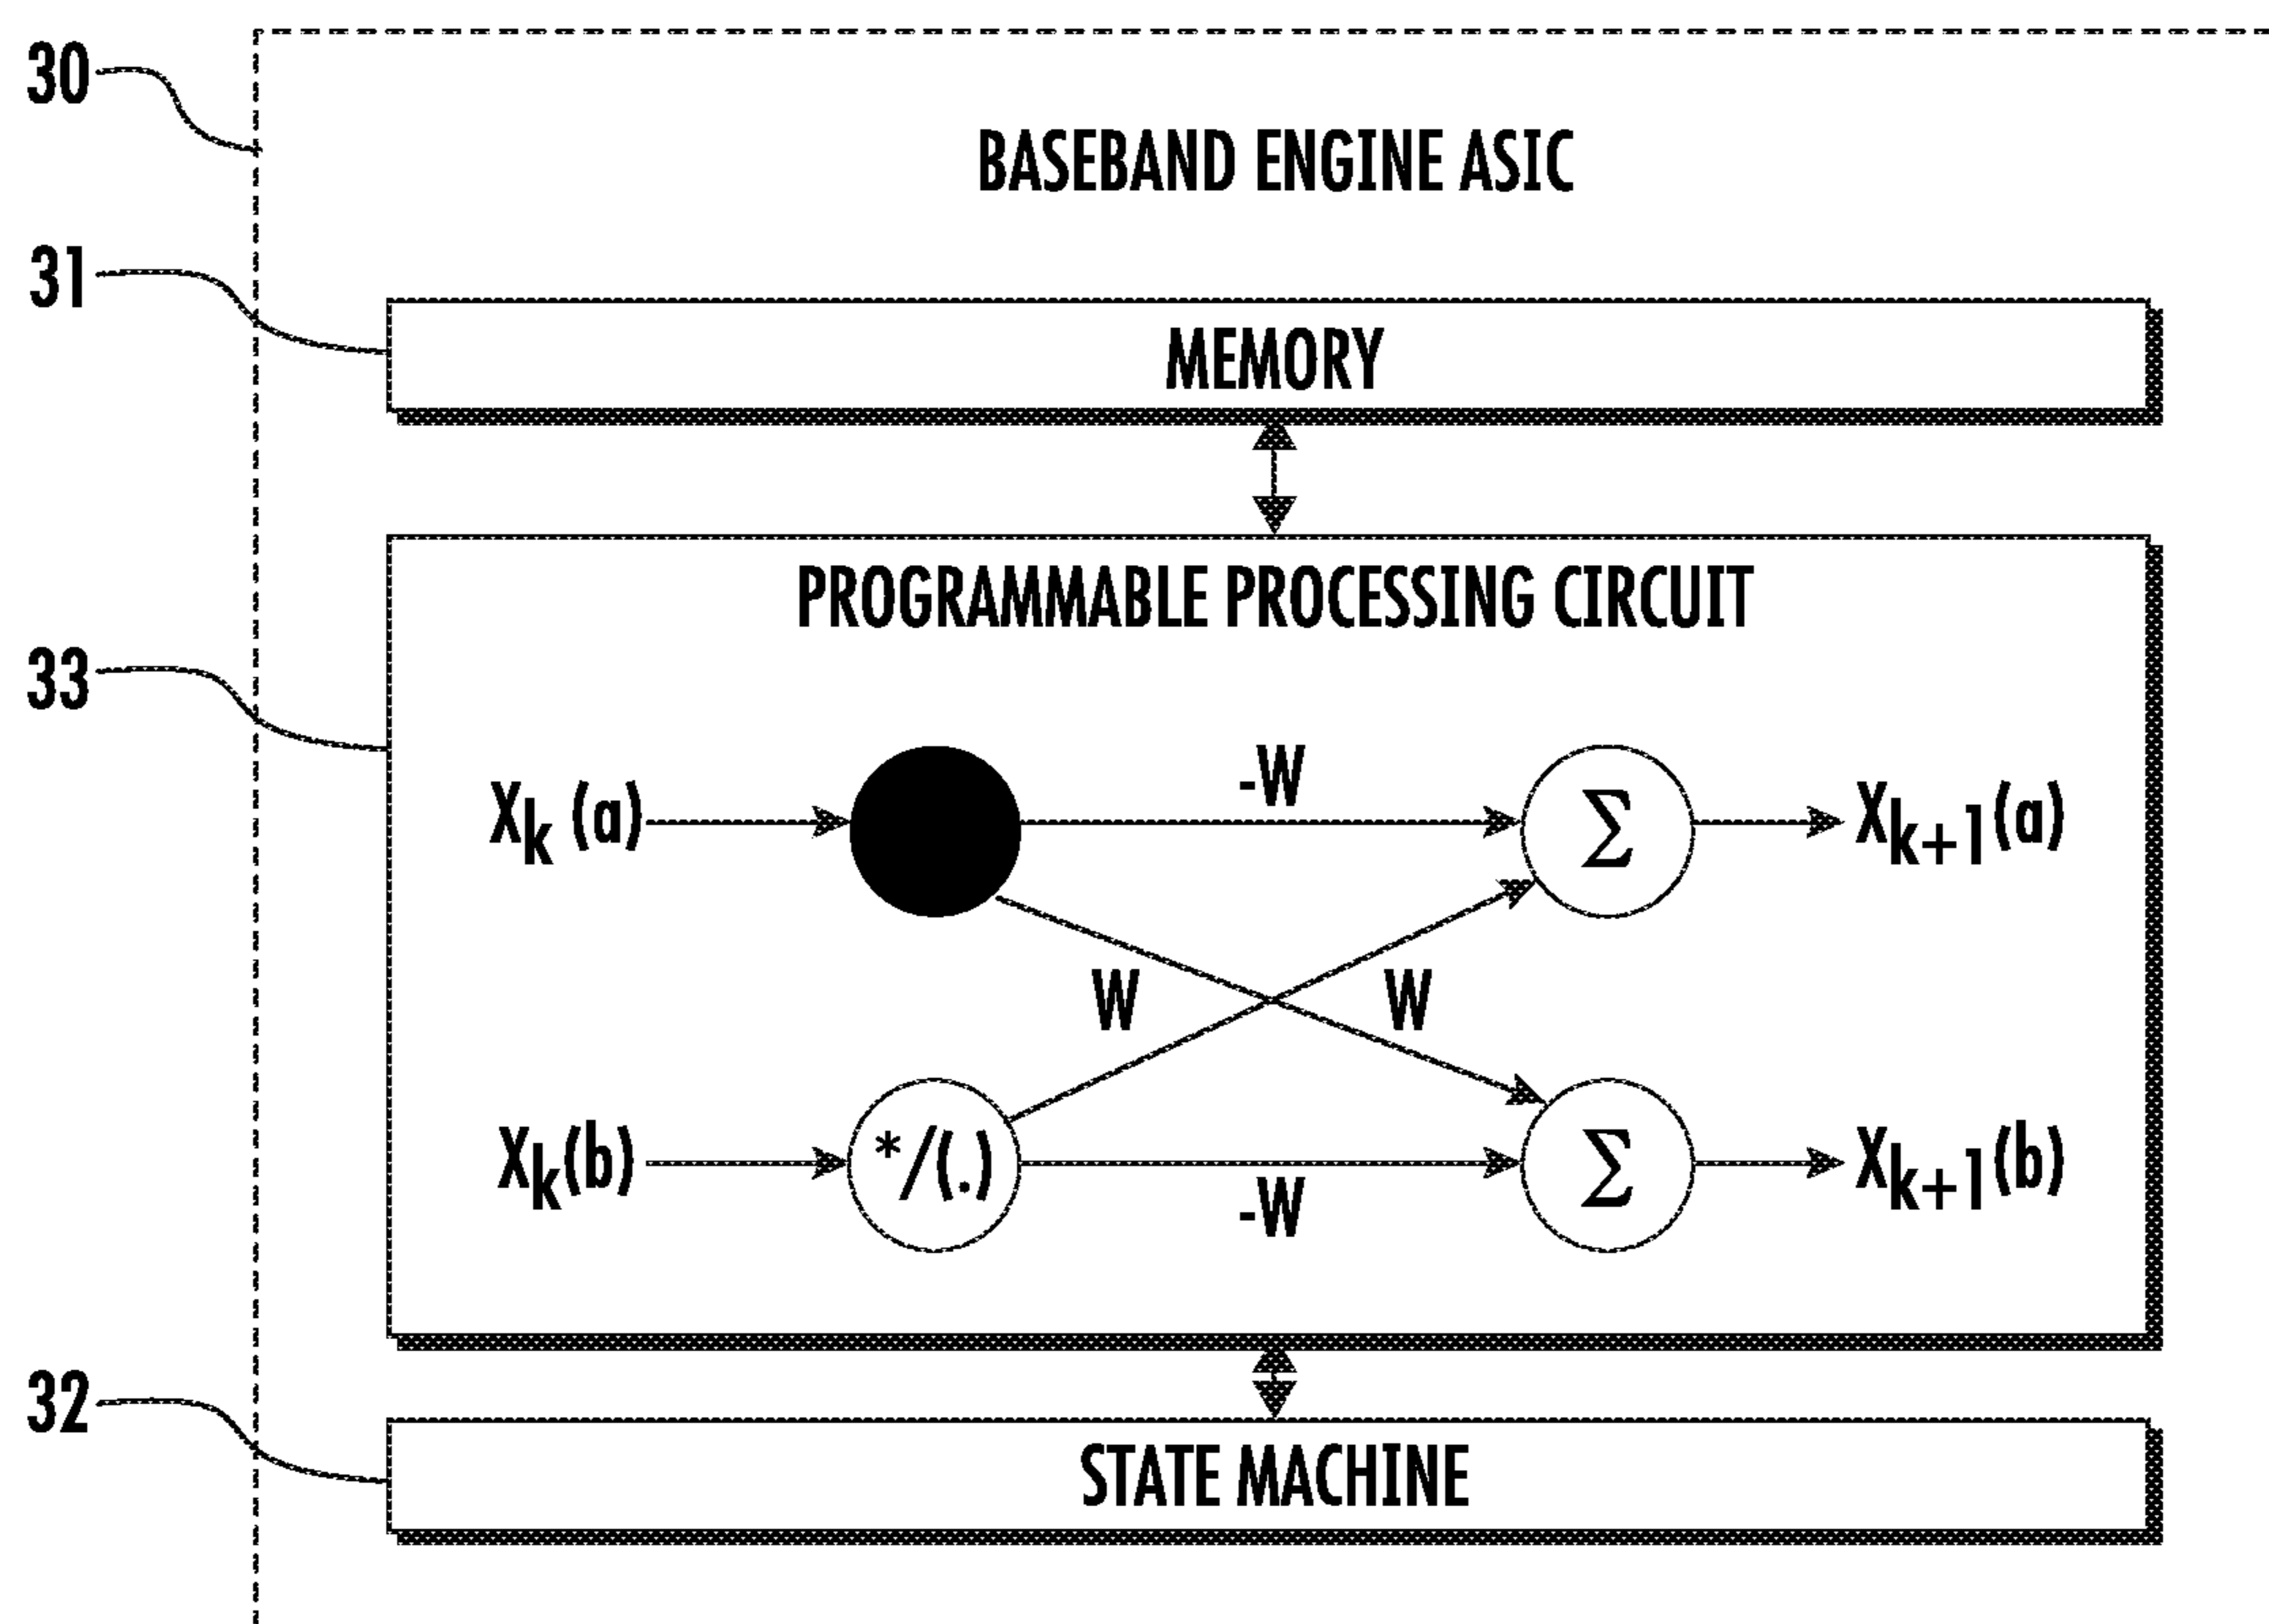 30
BASEBAND ENGINE ASIC
31
MEMORY
PROGRAMMABLE PROCESSING CIRCUIT
33
-W
Xk (a)
Σ
Xk+1(a)
W
W
Xk(b)
*/(.)
-W
Σ
Xk+1(b)
32
STATE MACHINE